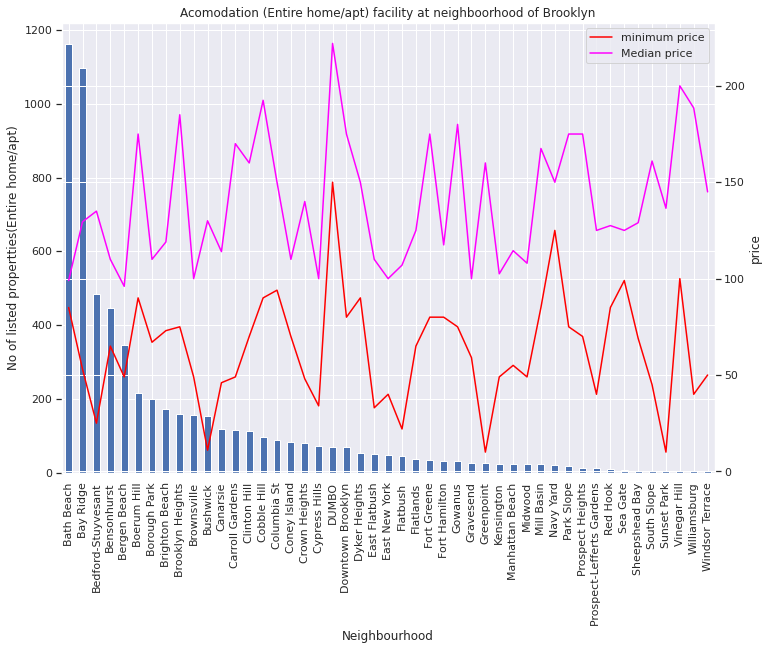 Acomodation (Entire home/apt) facility at neighboorhood of Brooklyn
minimum price
Median price
1200
1000
800
600
400
200
0
No of listed propertties(Entire home/apt)
200
150
100
50
0
price
Bath Beach
Bay Ridge
Bedford-Stuyvesant
Bensonhurst
Bergen Beach
Boerum Hill
Borough Park
Brighton Beach
Brooklyn Heights
Brownsville
Bushwick
Canarsie
Carroll Gardens
Clinton Hill
Cobble Hill
Columbia St
Coney Island
Crown Heights
Cypress Hills
DUMBO
Downtown Brooklyn
Dyker Heights
East Flatbush
East New York
Flatbush
Flatlands
Fort Greene
Fort Hamilton
Gowanus
Gravesend
Greenpoint
Kensington
Manhattan Beach
Midwood
Mill Basin
Navy Yard
Park Slope
Prospect Heights
Prospect-Lefferts Gardens
Red Hook
Sea Gate
Sheepshead Bay
South Slope
Sunset Park
Vinegar Hill
Williamsburg
Windsor Terrace
Neighbourhood